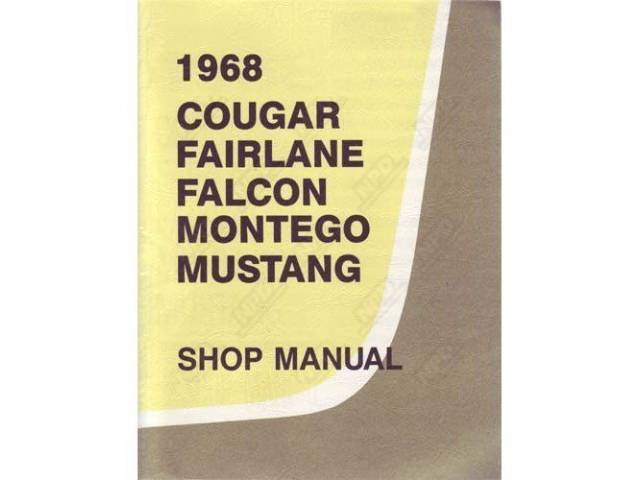 1968
COUGAR
FAIRLANE
FALCON
MONTEGO
MUSTANG
SHOP MANUAL